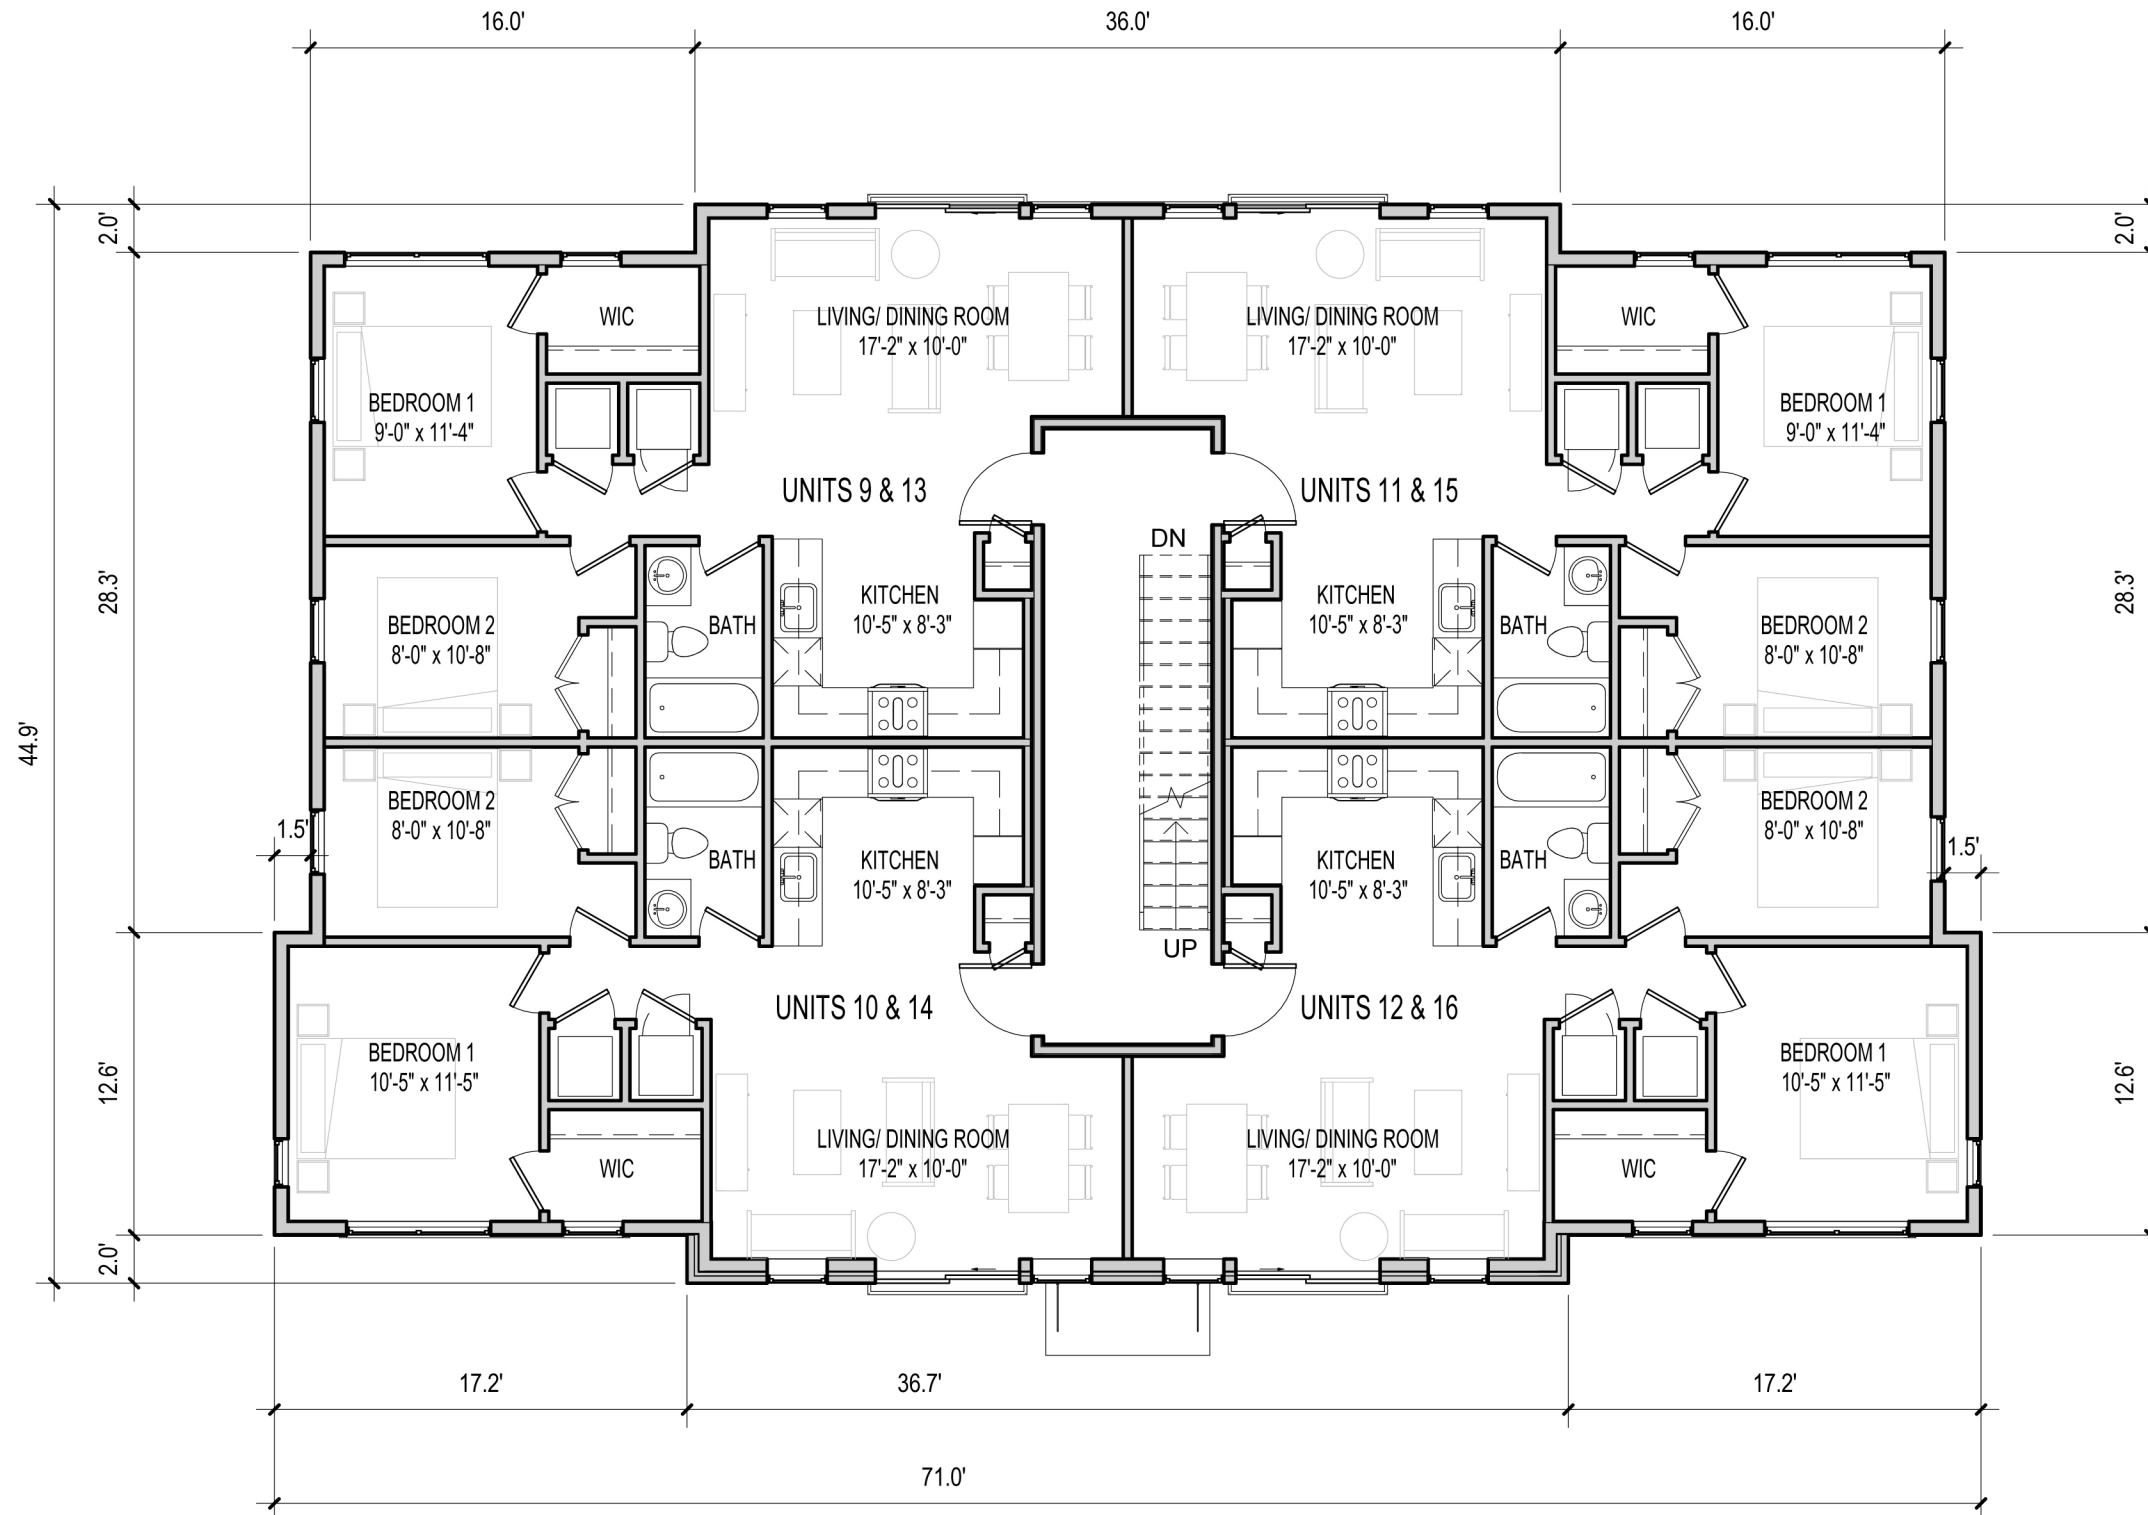 16.0'
36.0'
16.0'
2.0'
2.0'
WIC
LIVING/ DINING ROOM
17'-2" x 10'-0"
LIVING/ DINING ROOM
17'-2" x 10'-0"
WIC
BEDROOM 1
9'-0" x 11'-4"
BEDROOM 1
9'-0" x 11'-4"
UNITS 9 & 13
UNITS 11 & 15
DN
28.3'
28.3'
KITCHEN
10'-5" x 8'-3"
KITCHEN
10'-5" x 8'-3"
BEDROOM 2
8'-0" x 10'-8"
BATH
BATH
BEDROOM 2
8'-0" x 10'-8"
44.9'
BEDROOM 2
8'-0" x 10'-8"
BEDROOM 2
8'-0" x 10'-8"
1.5'
1.5'
BATH
KITCHEN
10'-5" x 8'-3"
KITCHEN
10'-5" x 8'-3"
BATH
UP
UNITS 10 & 14
UNITS 12 & 16
BEDROOM 1
10'-5" x 11'-5"
BEDROOM 1
10'-5" x 11'-5"
12.6'
12.6'
WIC
LIVING/ DINING ROOM
17'-2" x 10'-0"
LIVING/ DINING ROOM
17'-2" x 10'-0"
WIC
2.0'
17.2'
36.7'
17.2'
71.0'